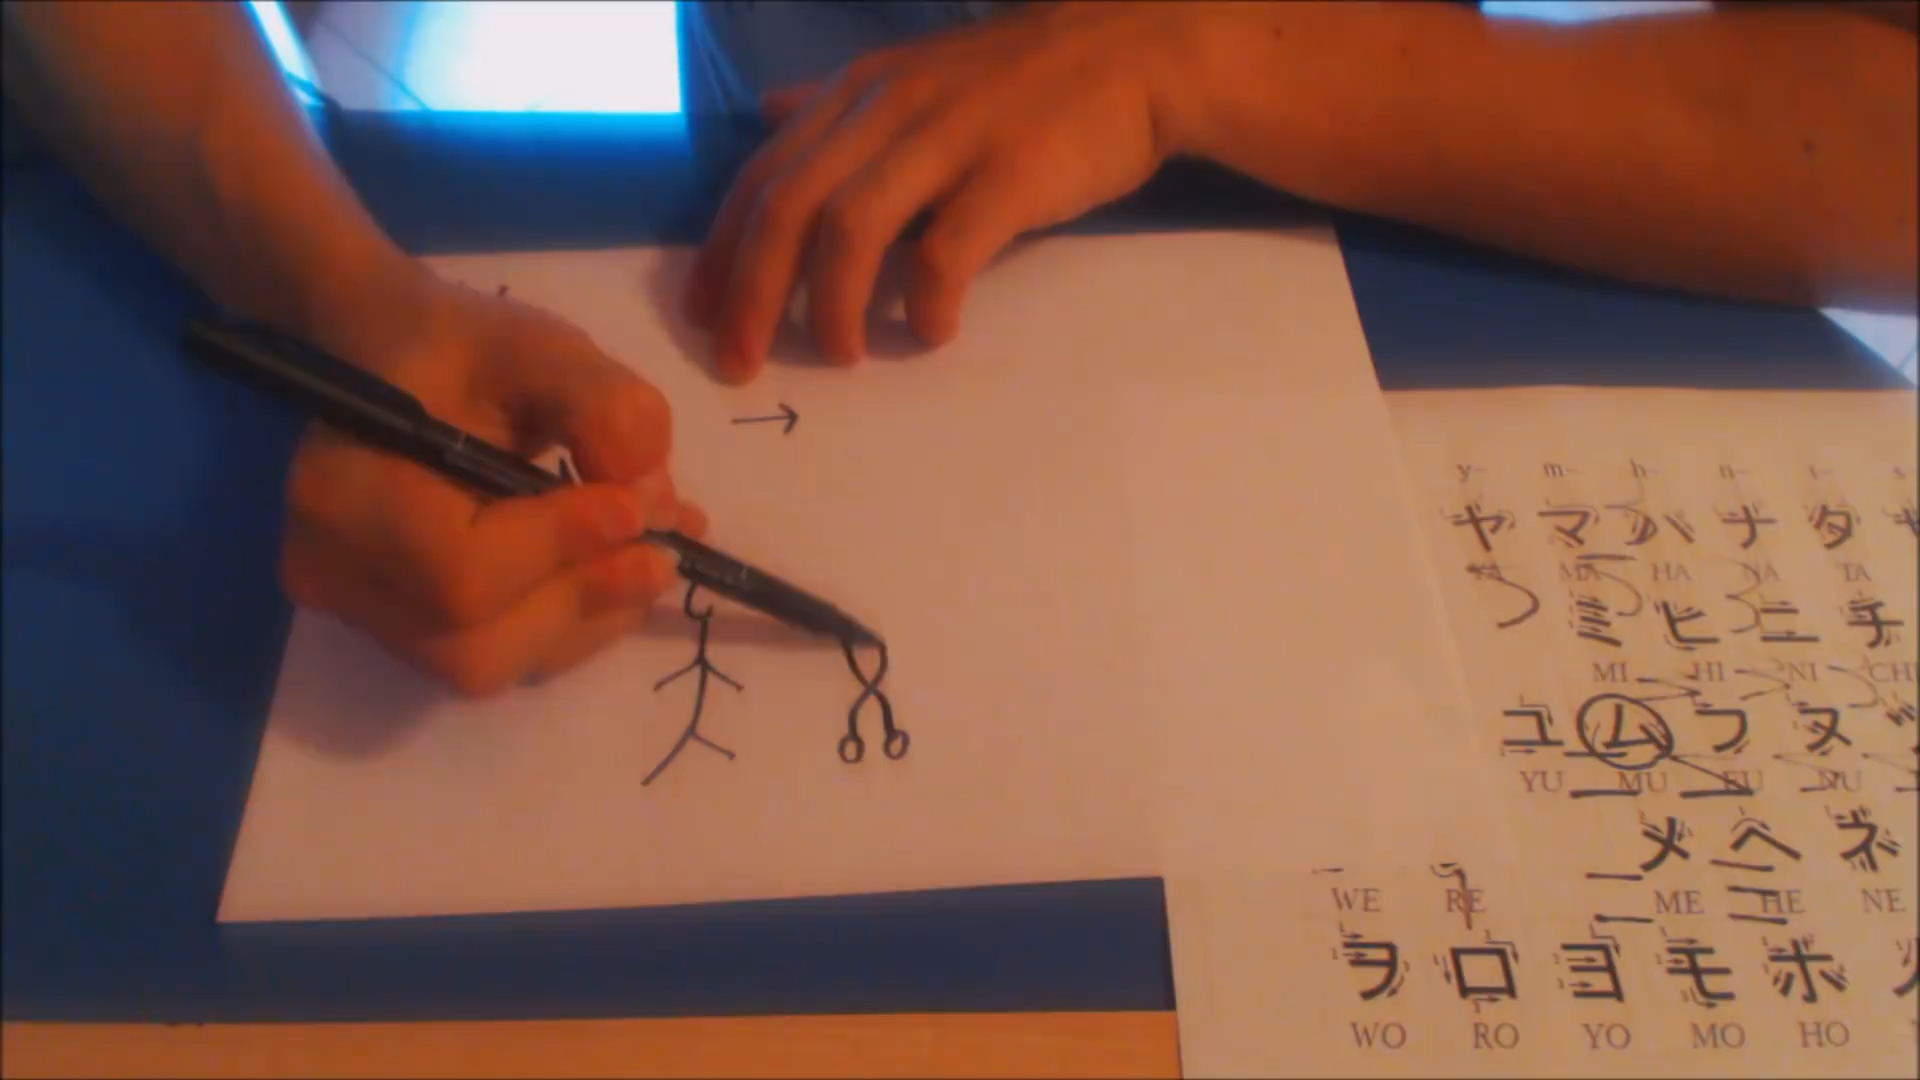 →
y- m- h- n- t- s-
ヤ マ ハ ナ タ
MA HA NA TA
ヒ ニ チ
MI HI NI CHI
ユ ム フ ヌ
YU MU FU NU
メ ヘ ネ
WE RE ME HE NE
ヲ ロ ヨ モ ホ
WO RO YO MO HO